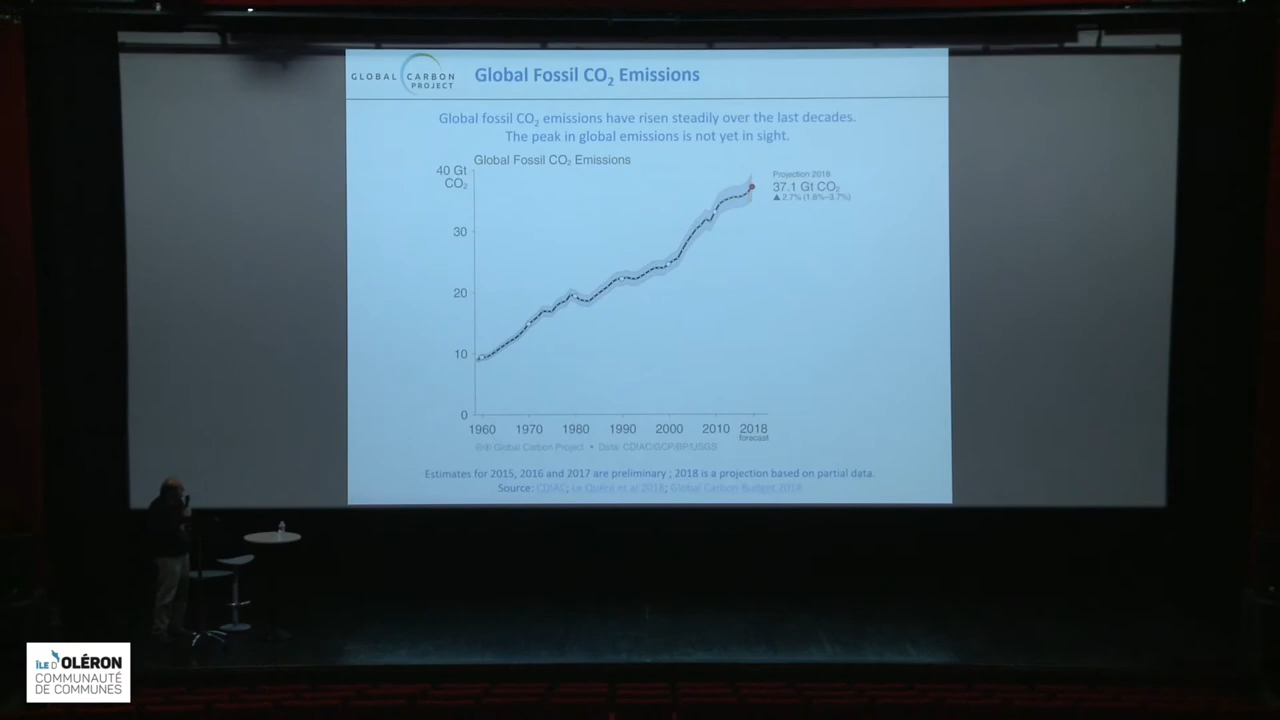 GLOBAL CARBON PROJECT
Global Fossil CO₂ Emissions
Global fossil CO₂ emissions have risen steadily over the last decades.
The peak in global emissions is not yet in sight.
Global Fossil CO₂ Emissions
40 Gt
CO₂
30
20
10
0
Projection 2018
37.1 Gt CO₂
▲ 2.7% (1.8%–3.7%)
1960 1970 1980 1990 2000 2010 2018
forecast
Global Carbon Project • Data: CDIAC/GCP/BP/USGS
Estimates for 2015, 2016 and 2017 are preliminary ; 2018 is a projection based on partial data.
Source: CDIAC; Le Quéré et al 2018; Global Carbon Budget 2018
ÎLE D'OLÉRON
COMMUNAUTÉ
DE COMMUNES